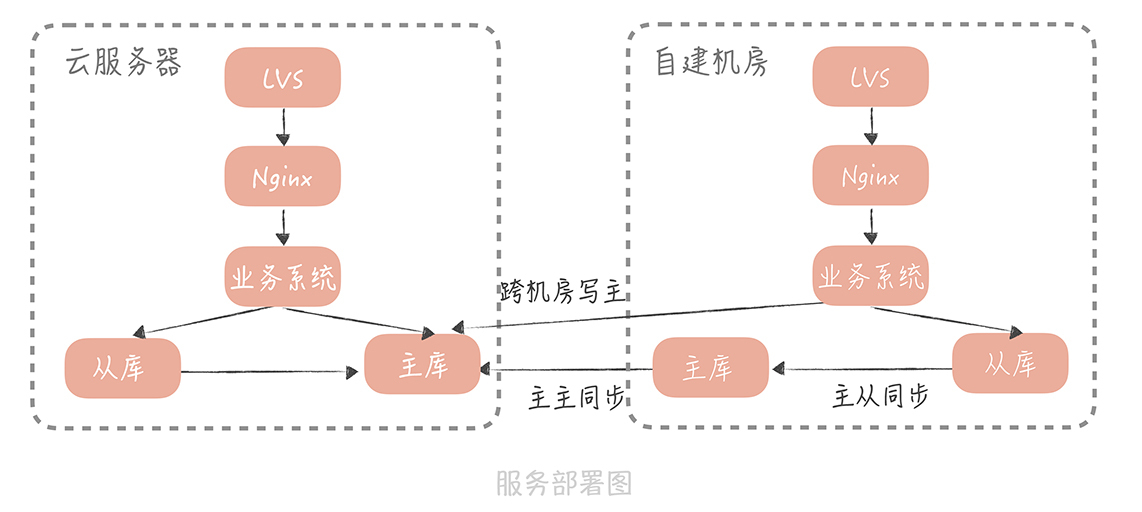 云服务器
LVS
Nginx
业务系统
从库
主库
跨机房写主
主主同步
自建机房
LVS
Nginx
业务系统
主库
从库
主从同步
服务部署图